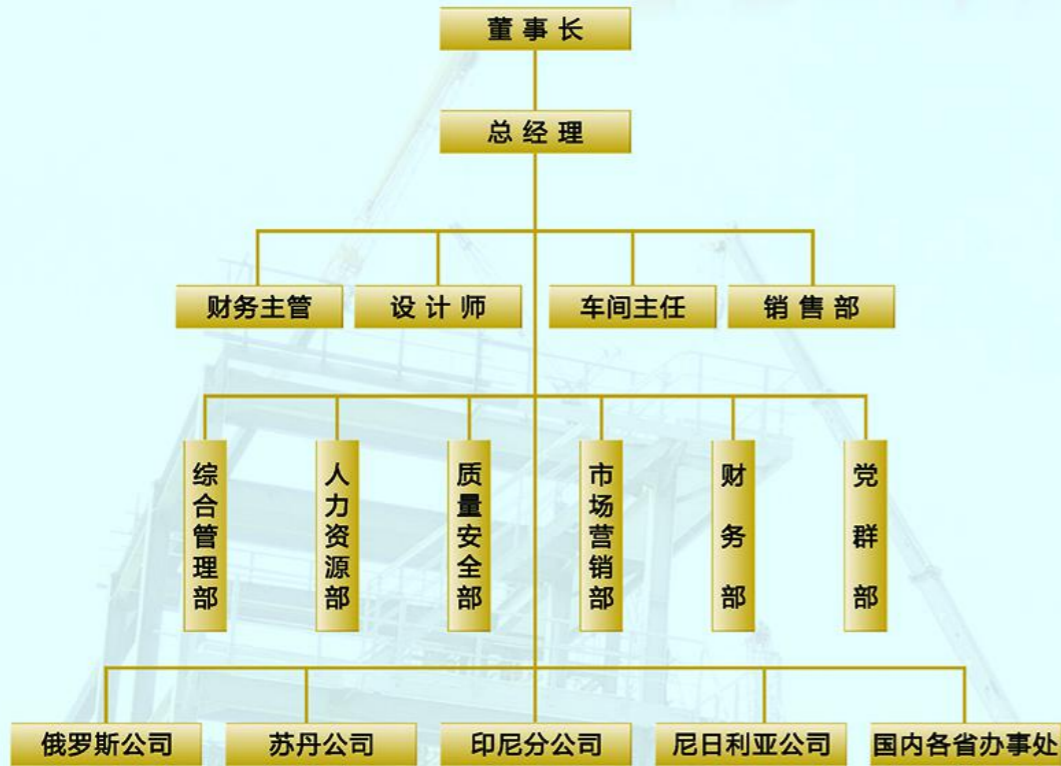 董事长
总经理
财务主管
设计师
车间主任
销售部
综合管理部
人力资源部
质量安全部
市场营销部
财务部
党群部
俄罗斯公司
苏丹公司
印尼分公司
尼日利亚公司
国内各省办事处